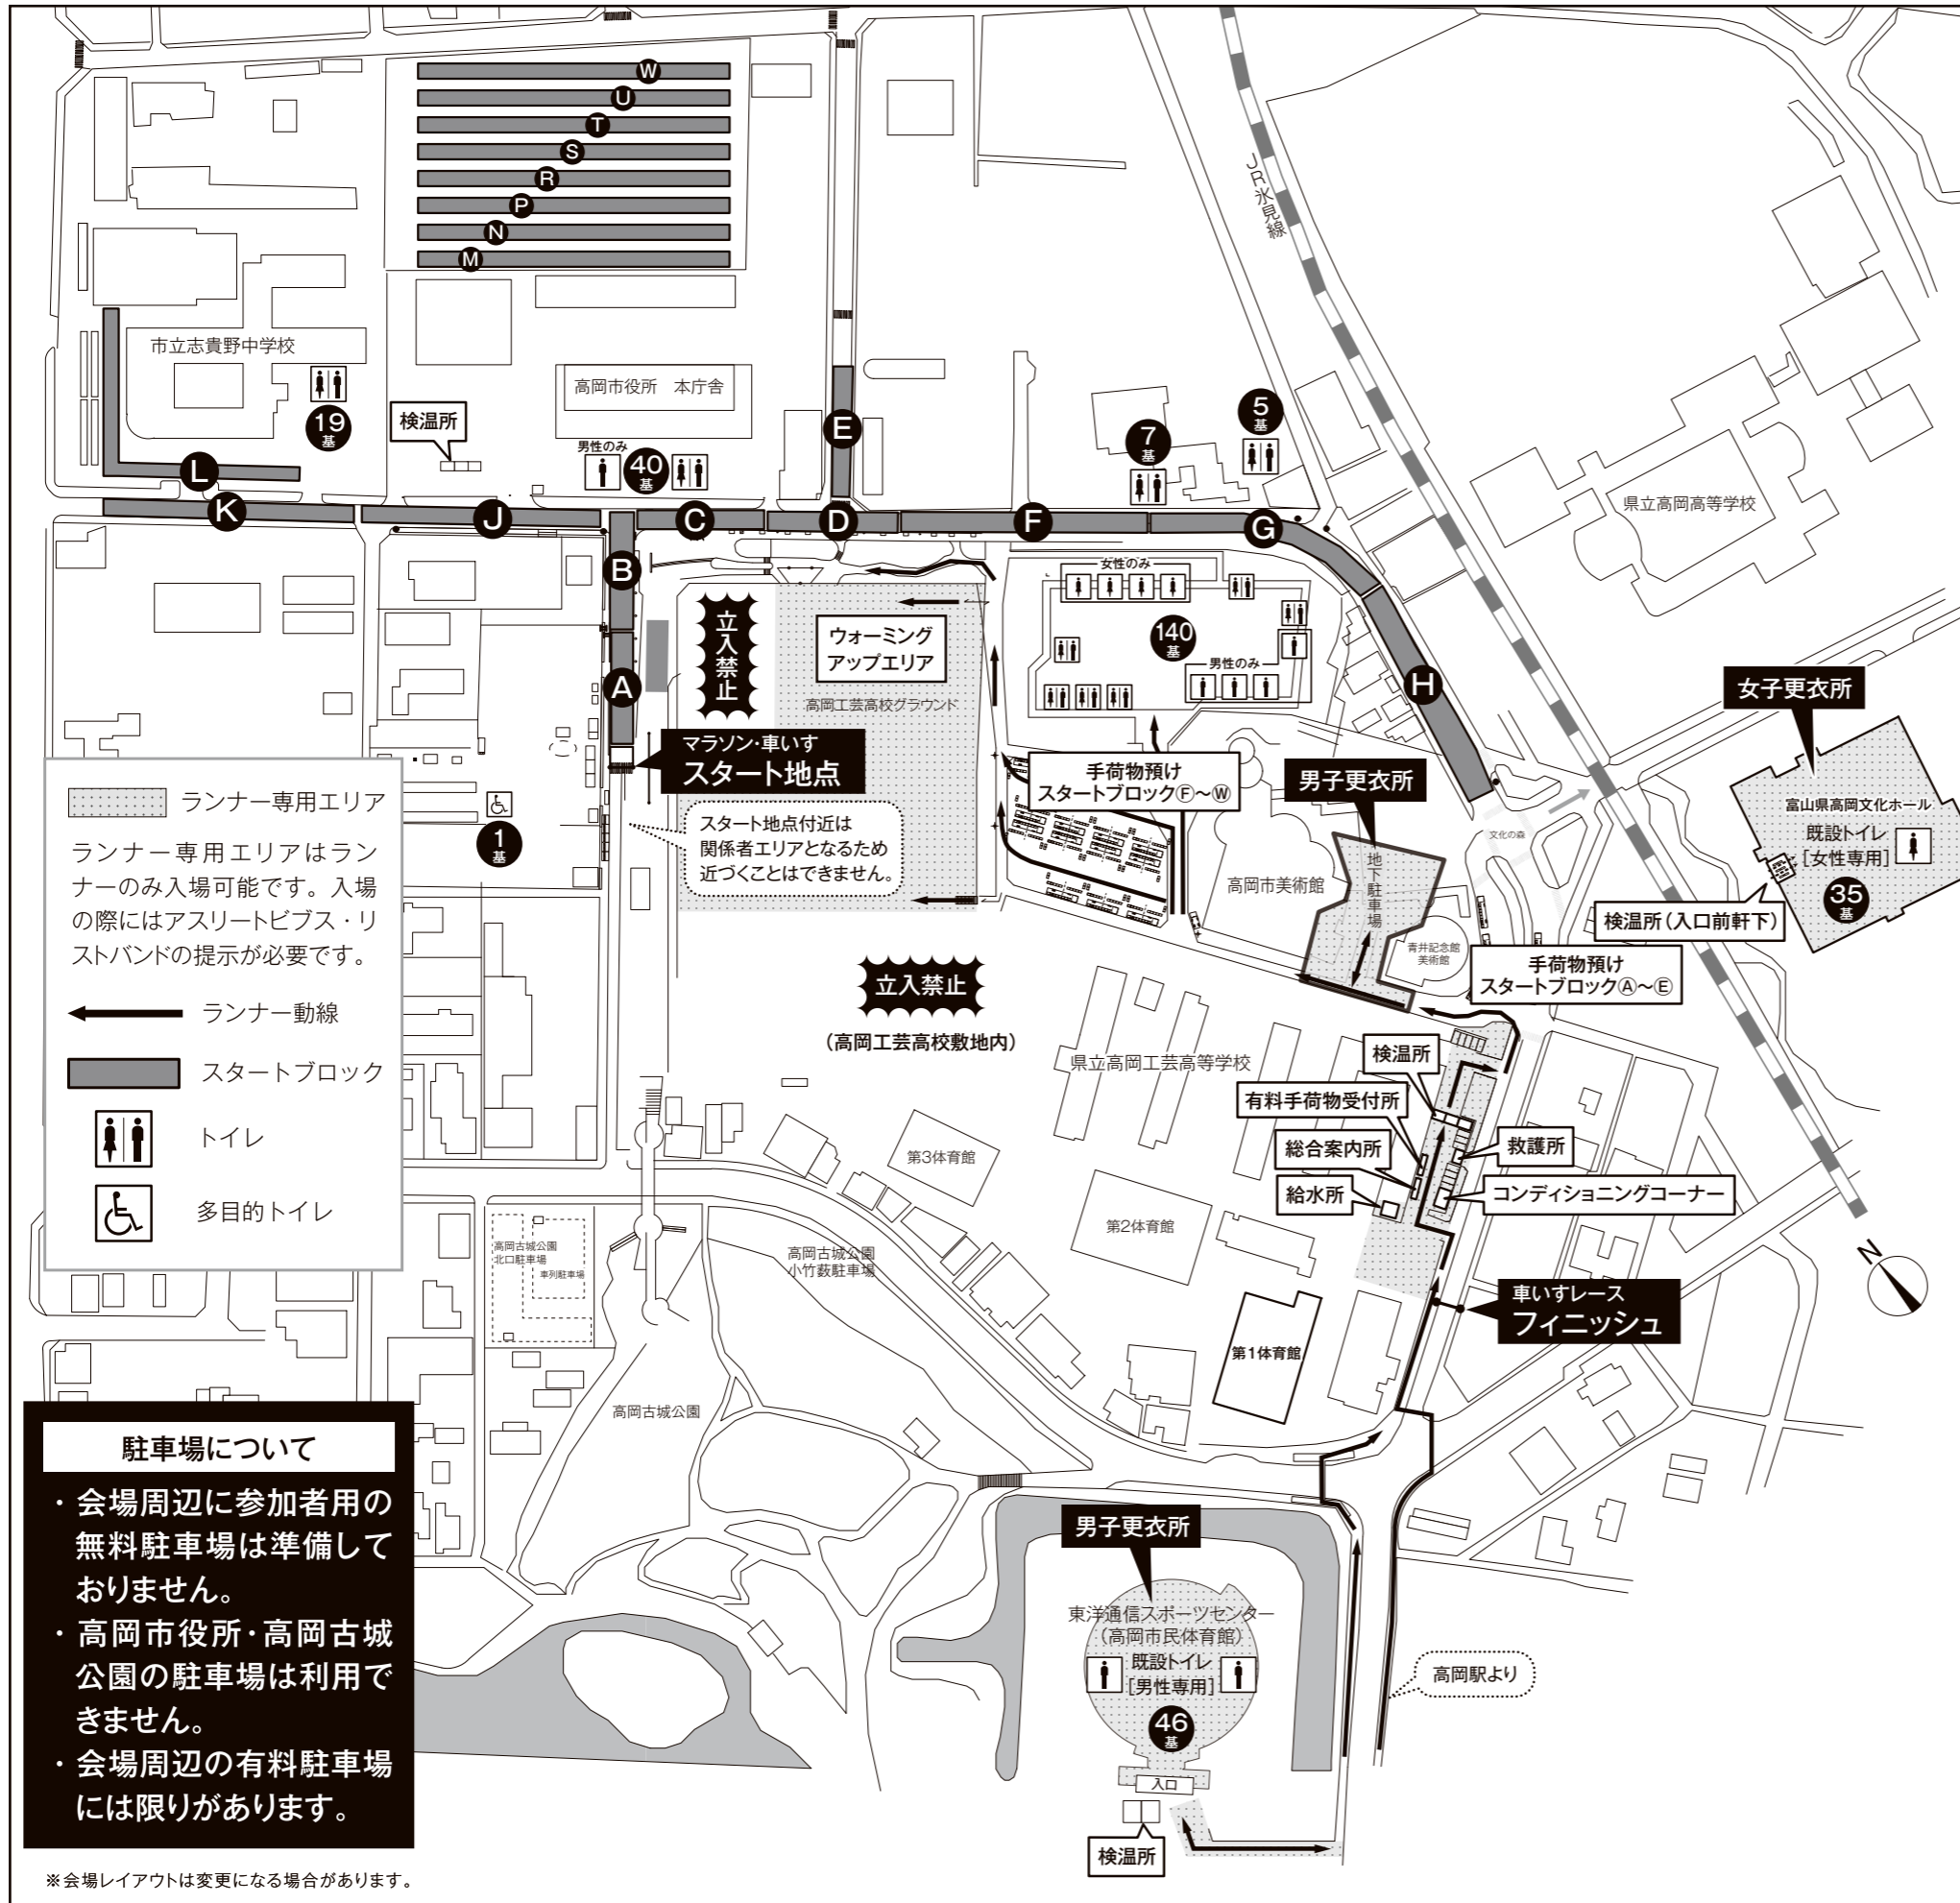 W
U
T
S
R
P
N
M
JR氷見線
市立志貴野中学校
19
基
検温所
高岡市役所　本庁舎
男性のみ
40
基
E
7
基
5
基
県立高岡高等学校
L
K
J
C
D
F
G
B
A
H
立入禁止
ウォーミング
アップエリア
高岡工芸高校グラウンド
女性のみ
140
基
男性のみ
マラソン・車いす
スタート地点
スタート地点付近は
関係者エリアとなるため
近づくことはできません。
手荷物預け
スタートブロックⒻ〜Ⓦ
男子更衣所
地下駐車場
高岡市美術館
青井記念館
美術館
文化の森
女子更衣所
富山県高岡文化ホール
既設トイレ
[女性専用]
35
基
検温所(入口前軒下)
手荷物預け
スタートブロックⒶ〜Ⓔ
1
基
ランナー専用エリア
ランナー専用エリアはラン
ナーのみ入場可能です。入場
の際にはアスリートビブス・リ
ストバンドの提示が必要です。
ランナー動線
スタートブロック
トイレ
多目的トイレ
立入禁止
(高岡工芸高校敷地内)
県立高岡工芸高等学校
検温所
有料手荷物受付所
総合案内所
給水所
救護所
コンディショニングコーナー
第3体育館
第2体育館
第1体育館
車いすレース
フィニッシュ
N
高岡古城公園
北口駐車場
車列駐車場
高岡古城公園
小竹薮駐車場
高岡古城公園
駐車場について
・会場周辺に参加者用の
無料駐車場は準備して
おりません。
・高岡市役所・高岡古城
公園の駐車場は利用で
きません。
・会場周辺の有料駐車場
には限りがあります。
男子更衣所
東洋通信スポーツセンター
(高岡市民体育館)
既設トイレ
[男性専用]
46
基
入口
検温所
高岡駅より
※会場レイアウトは変更になる場合があります。